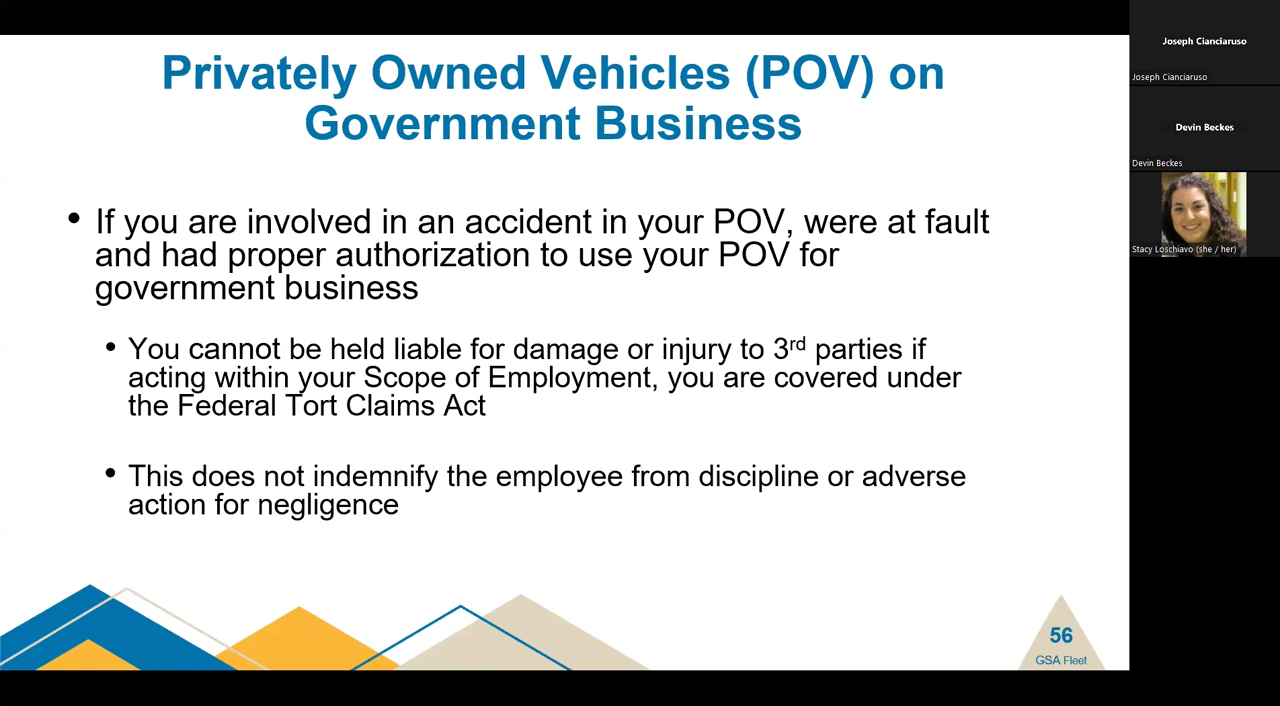 Privately Owned Vehicles (POV) on
Government Business
• If you are involved in an accident in your POV, were at fault
and had proper authorization to use your POV for
government business
• You cannot be held liable for damage or injury to 3rd parties if
acting within your Scope of Employment, you are covered under
the Federal Tort Claims Act
• This does not indemnify the employee from discipline or adverse
action for negligence
56
GSA Fleet
Joseph Cianciaruso
Joseph Cianciaruso
Devin Beckes
Devin Beckes
Stacy Loschiavo (she / her)